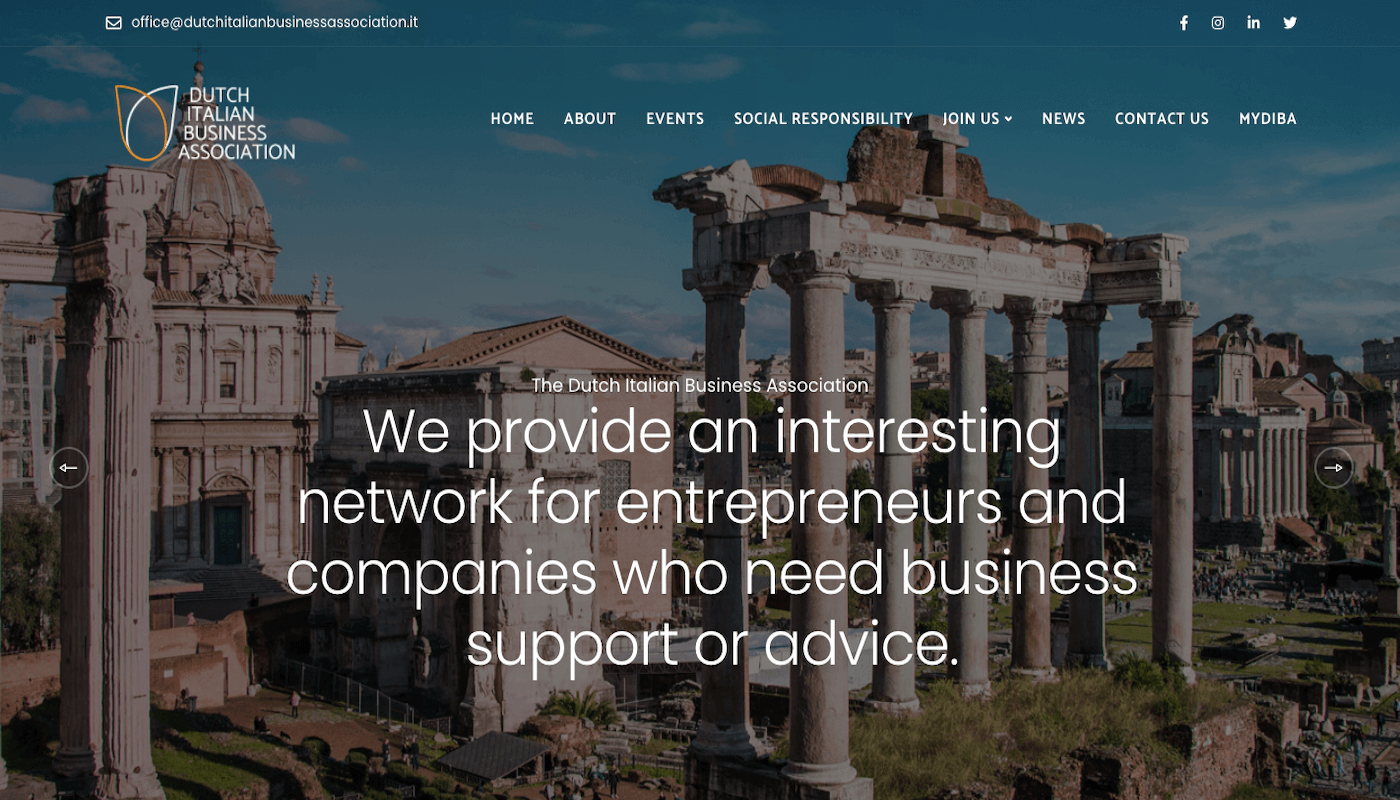 office@dutchitalianbusinessassociation.it
DUTCH
ITALIAN
BUSINESS
ASSOCIATION
HOME ABOUT EVENTS SOCIAL RESPONSIBILITY JOIN US NEWS CONTACT US MYDIBA
The Dutch Italian Business Association
We provide an interesting
network for entrepreneurs and
companies who need business
support or advice.